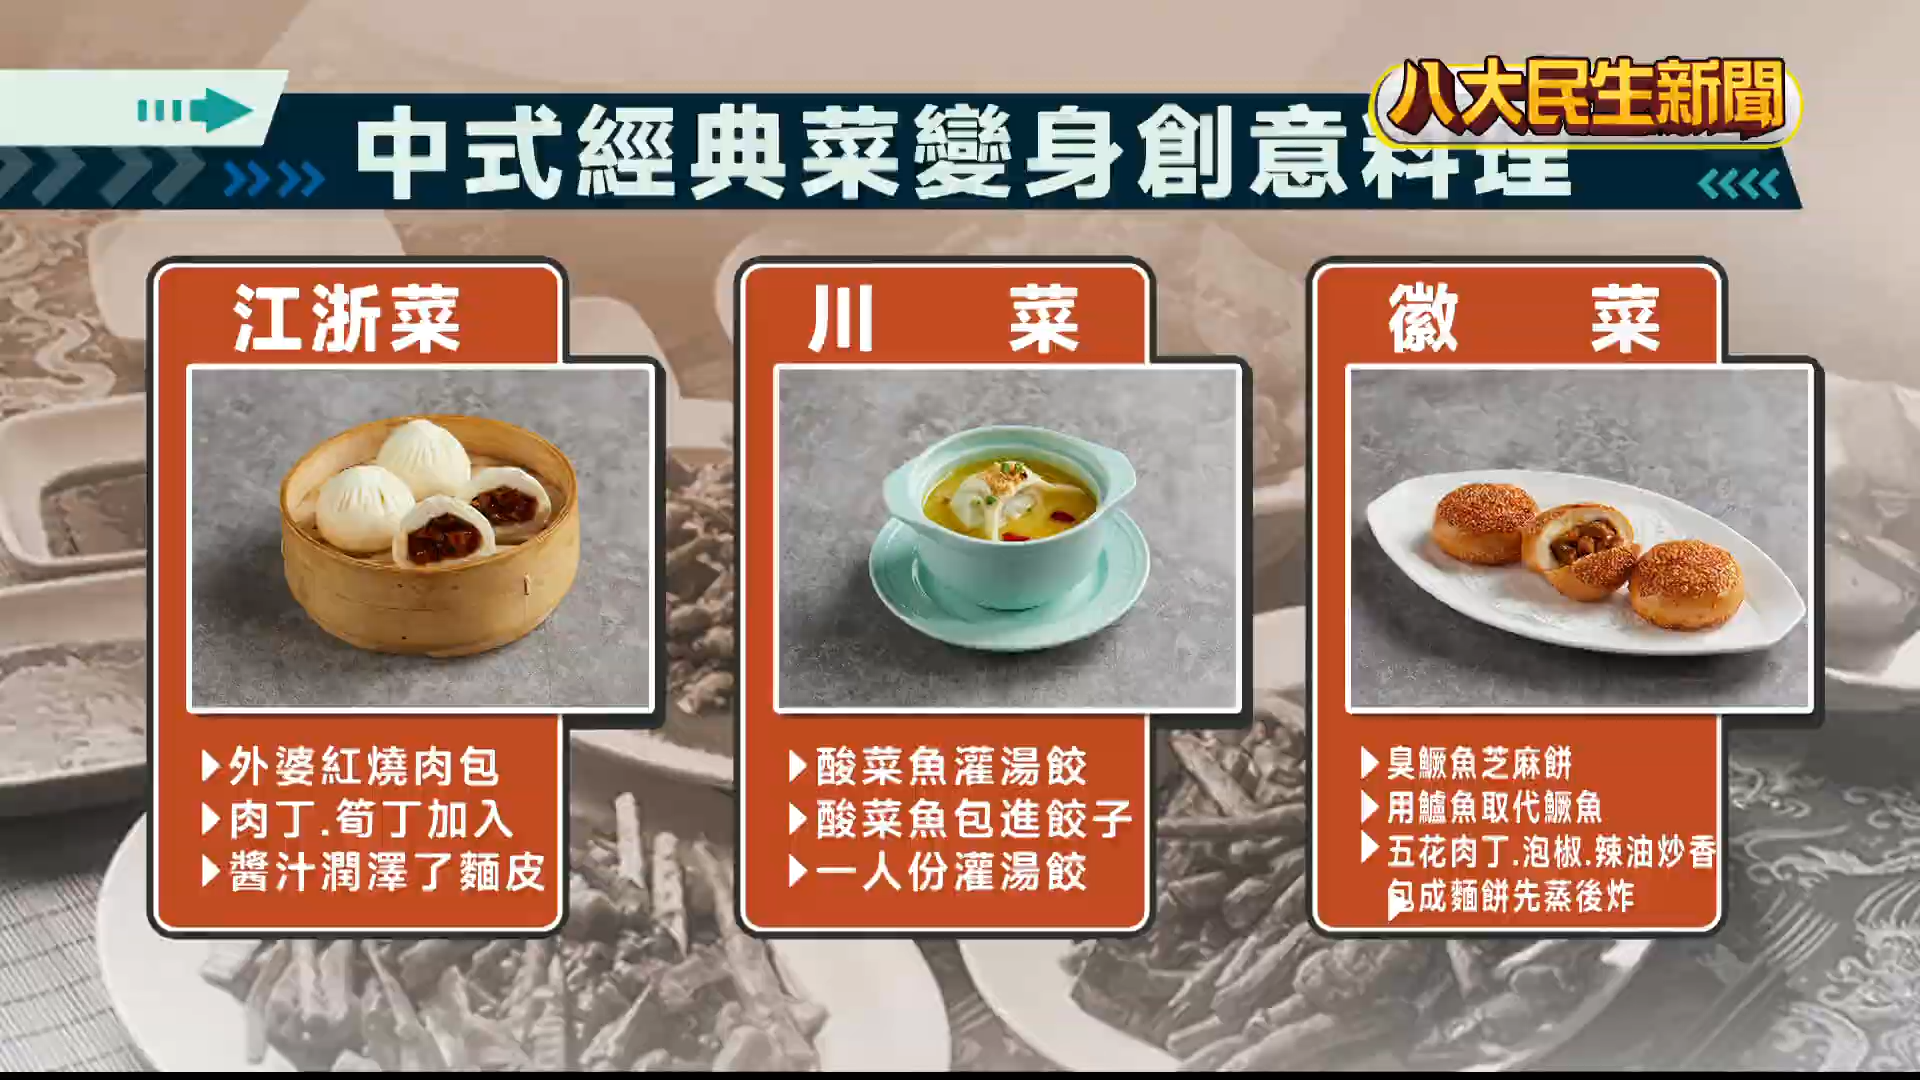 八大民生新聞
中式經典菜變身創意料理
江浙菜
外婆紅燒肉包
肉丁.筍丁加入
醬汁潤澤了麵皮
川 菜
酸菜魚灌湯餃
酸菜魚包進餃子
一人份灌湯餃
徽 菜
臭鱖魚芝麻餅
用鱸魚取代鱖魚
五花肉丁.泡椒.辣油炒香
包成麵餅先蒸後炸